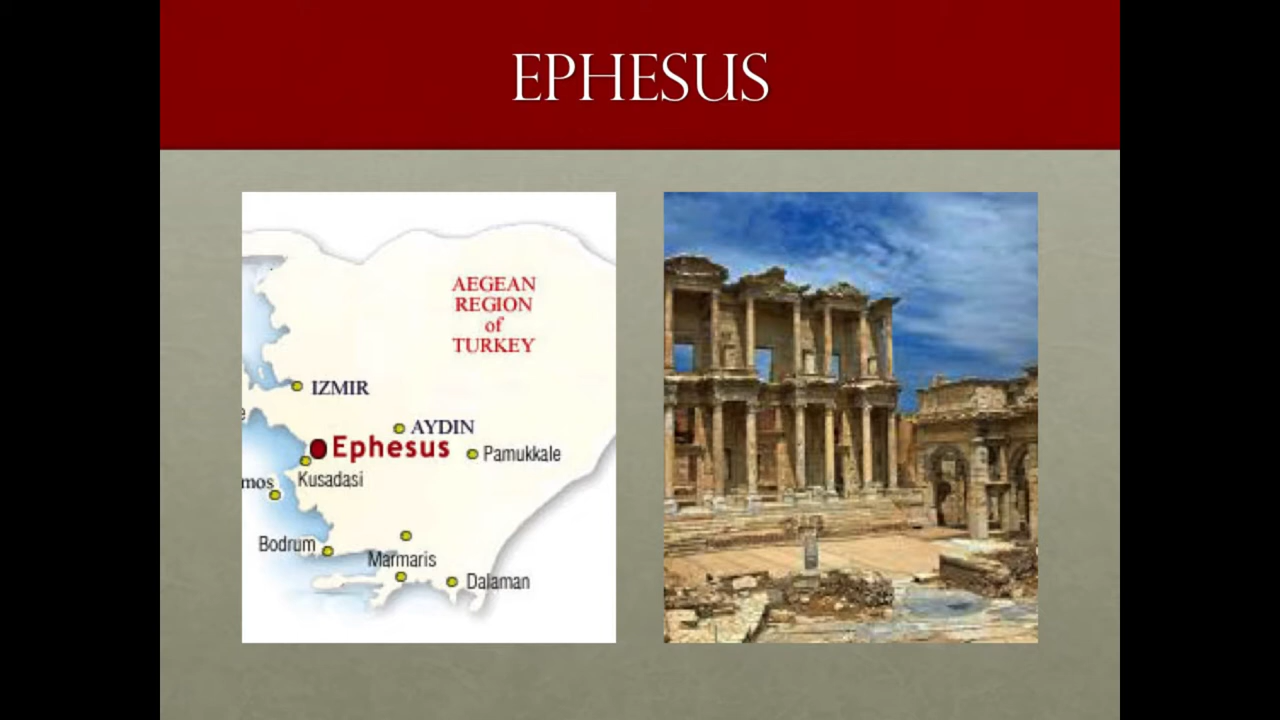 EPHESUS
AEGEAN
REGION
of
TURKEY
IZMIR
AYDIN
Ephesus
Pamukkale
mos
Kusadasi
Bodrum
Marmaris
Dalaman